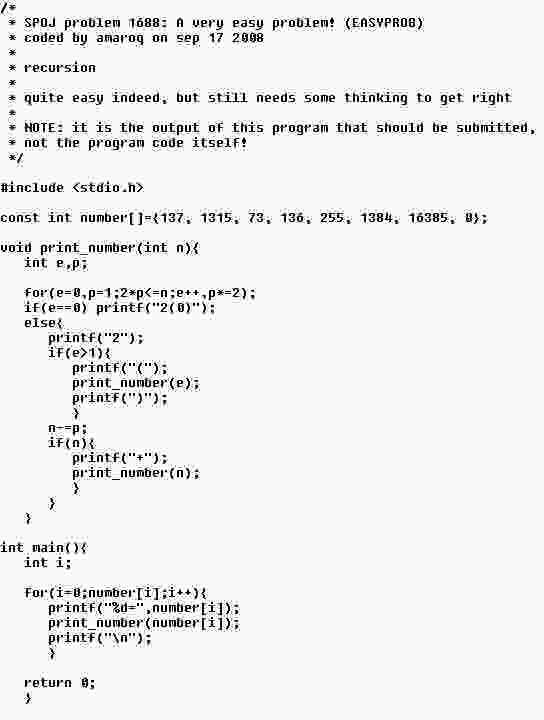 /*
 * SPOJ problem 1688: A very easy problem! (EASYPROB)
 * coded by amaroq on sep 17 2008
 *
 * recursion
 *
 * quite easy indeed, but still needs some thinking to get right
 *
 * NOTE: it is the output of this program that should be submitted,
 * not the program code itself!
 */

#include <stdio.h>

const int number[]={137, 1315, 73, 136, 255, 1384, 16385, 0};

void print_number(int n){
   int e,p;

   for(e=0,p=1;2*p<=n;e++,p*=2);
   if(e==0) printf("2(0)");
   else{
      printf("2");
      if(e>1){
         printf("(");
         print_number(e);
         printf(")");
         }
      n-=p;
      if(n){
         printf("+");
         print_number(n);
         }
      }
   }

int main(){
   int i;

   for(i=0;number[i];i++){
      printf("%d=",number[i]);
      print_number(number[i]);
      printf("\n");
      }

   return 0;
   }